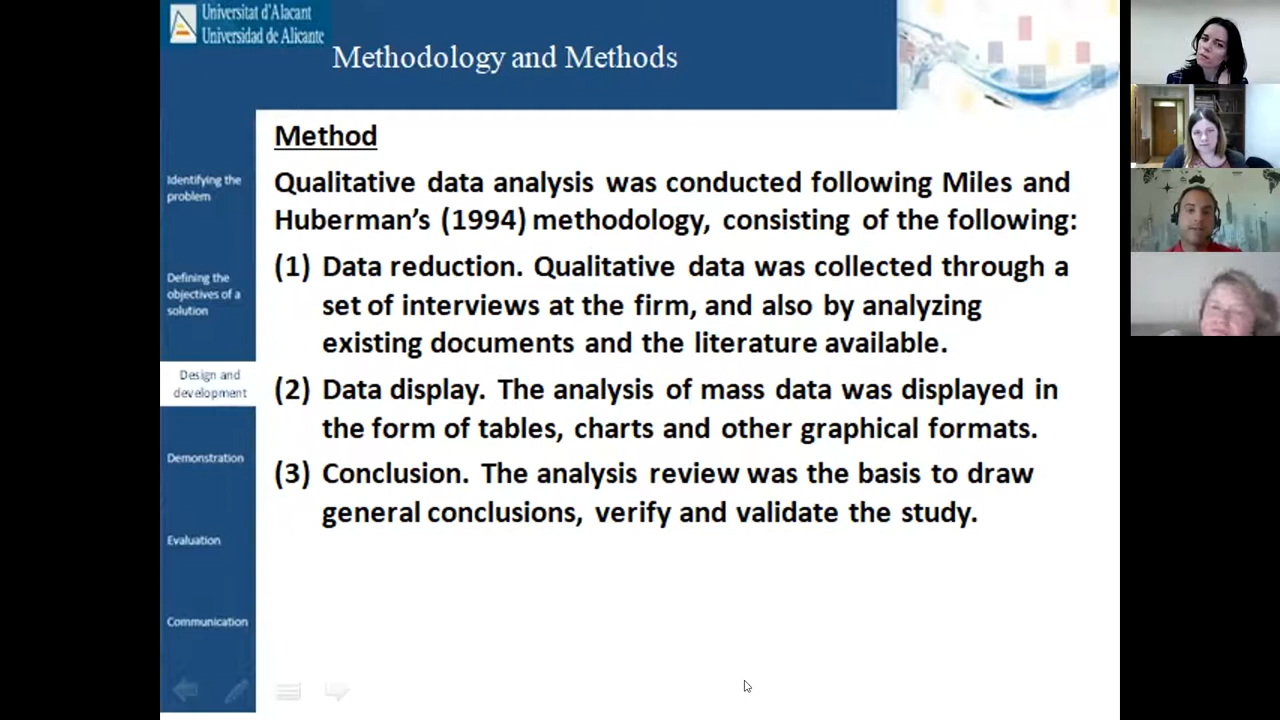 Universitat d'Alacant
Universidad de Alicante
Methodology and Methods
Identifying the
problem
Defining the
objectives of a
solution
Design and
development
Demonstration
Evaluation
Communication
Method
Qualitative data analysis was conducted following Miles and
Huberman's (1994) methodology, consisting of the following:
(1) Data reduction. Qualitative data was collected through a
set of interviews at the firm, and also by analyzing
existing documents and the literature available.
(2) Data display. The analysis of mass data was displayed in
the form of tables, charts and other graphical formats.
(3) Conclusion. The analysis review was the basis to draw
general conclusions, verify and validate the study.